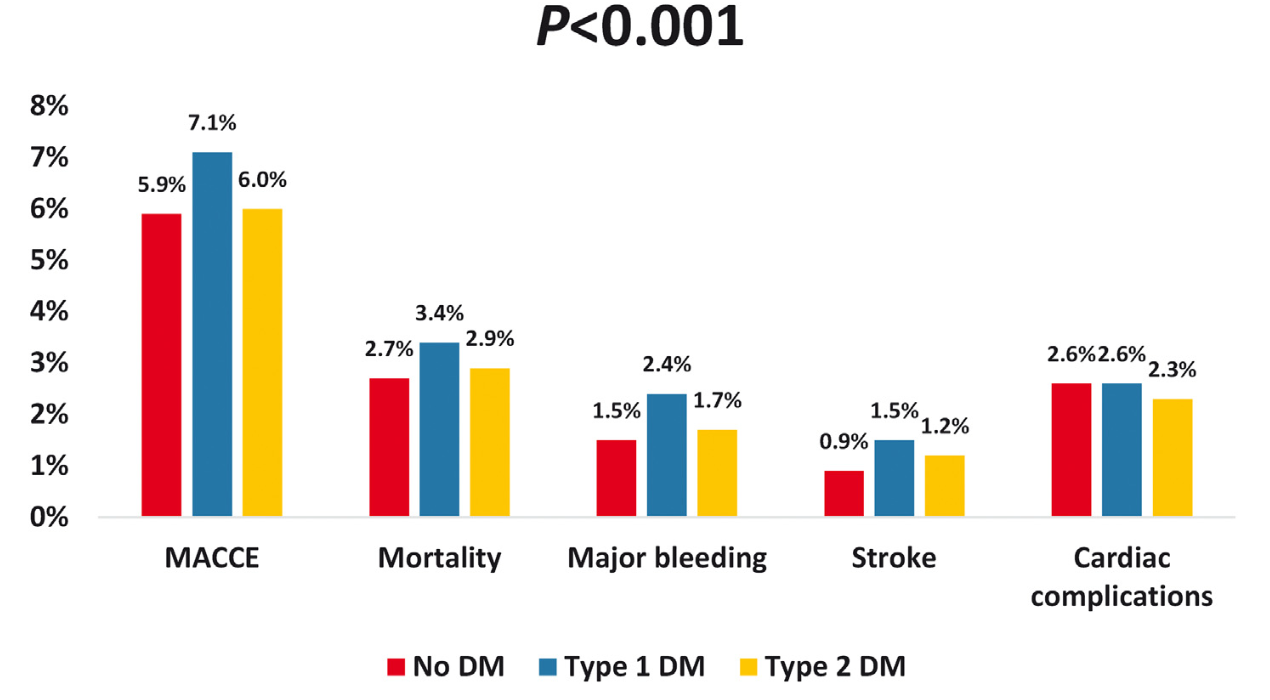 P<0.001
8%
7%
6%
5%
4%
3%
2%
1%
0%
5.9%
7.1%
6.0%
2.7%
3.4%
2.9%
1.5%
2.4%
1.7%
0.9%
1.5%
1.2%
2.6%
2.6%
2.3%
MACCE
Mortality
Major bleeding
Stroke
Cardiac
complications
No DM
Type 1 DM
Type 2 DM